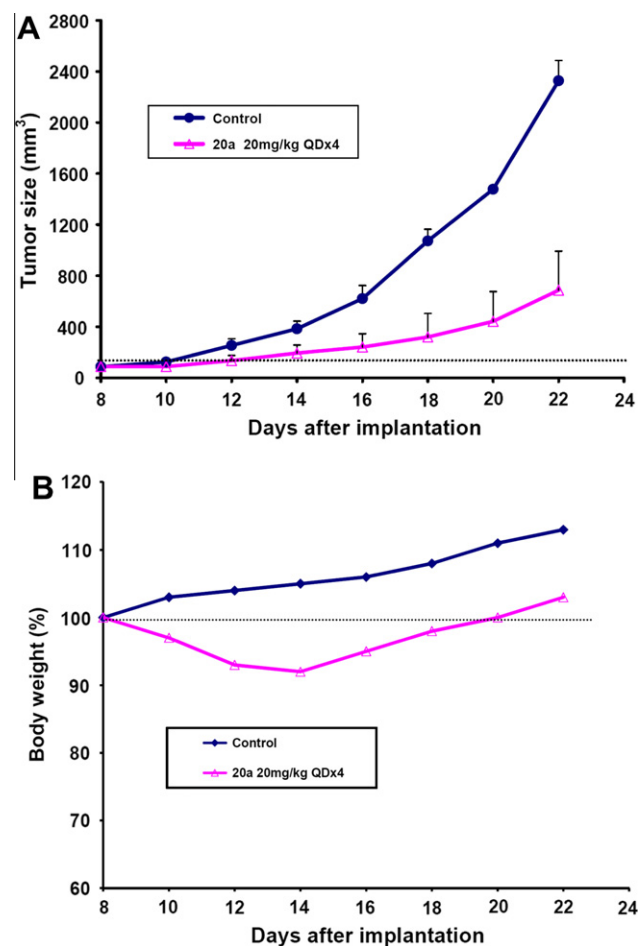 A
2800
2400
2000
1600
1200
800
400
0
Tumor size (mm³)
Control
20a 20mg/kg QDx4
8 10 12 14 16 18 20 22 24
Days after implantation
B
120
110
100
90
80
70
60
Body weight (%)
Control
20a 20mg/kg QDx4
8 10 12 14 16 18 20 22 24
Days after implantation